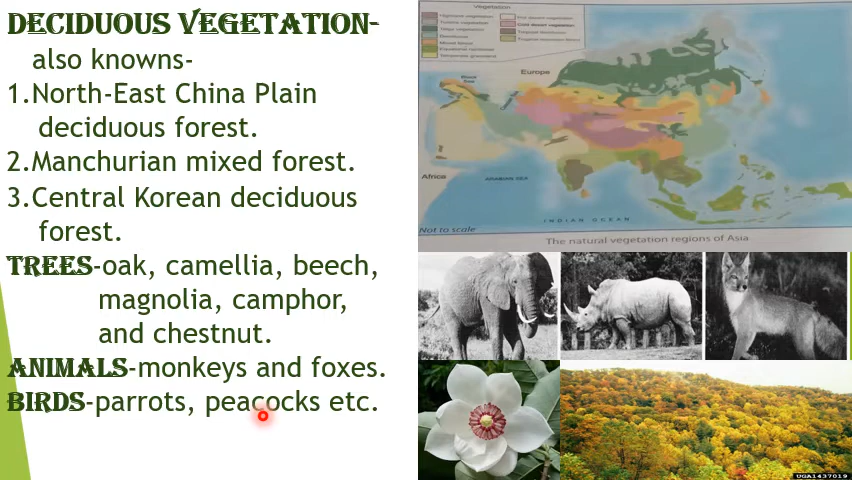 DECIDUOUS VEGETATION-
also knowns-
1.North-East China Plain
deciduous forest.
2.Manchurian mixed forest.
3.Central Korean deciduous
forest.
TREES-oak, camellia, beech,
magnolia, camphor,
and chestnut.
ANIMALS-monkeys and foxes.
BIRDS-parrots, peacocks etc.
Vegetation
Europe
Africa
ARABIAN SEA
INDIAN OCEAN
Not to scale
The natural vegetation regions of Asia
UGA1437019